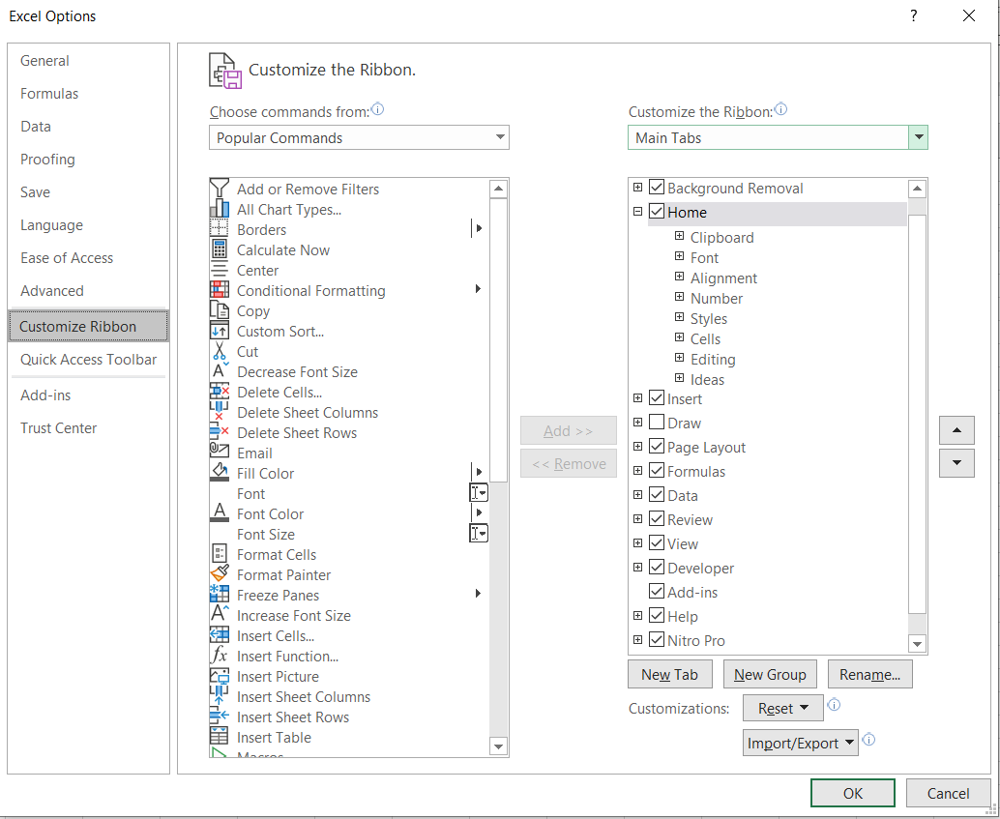 Excel Options
?
General
Formulas
Data
Proofing
Save
Language
Ease of Access
Advanced
Customize Ribbon
Quick Access Toolbar
Add-ins
Trust Center
Customize the Ribbon.
Choose commands from:
Popular Commands
Add or Remove Filters
All Chart Types...
Borders
Calculate Now
Center
Conditional Formatting
Copy
Custom Sort...
Cut
Decrease Font Size
Delete Cells...
Delete Sheet Columns
Delete Sheet Rows
Email
Fill Color
Font
Font Color
Font Size
Format Cells
Format Painter
Freeze Panes
Increase Font Size
Insert Cells...
Insert Function...
Insert Picture
Insert Sheet Columns
Insert Sheet Rows
Insert Table
Macros
Add >>
<< Remove
Customize the Ribbon:
Main Tabs
Background Removal
Home
Clipboard
Font
Alignment
Number
Styles
Cells
Editing
Ideas
Insert
Draw
Page Layout
Formulas
Data
Review
View
Developer
Add-ins
Help
Nitro Pro
New Tab
New Group
Rename...
Customizations:
Reset
Import/Export
OK
Cancel